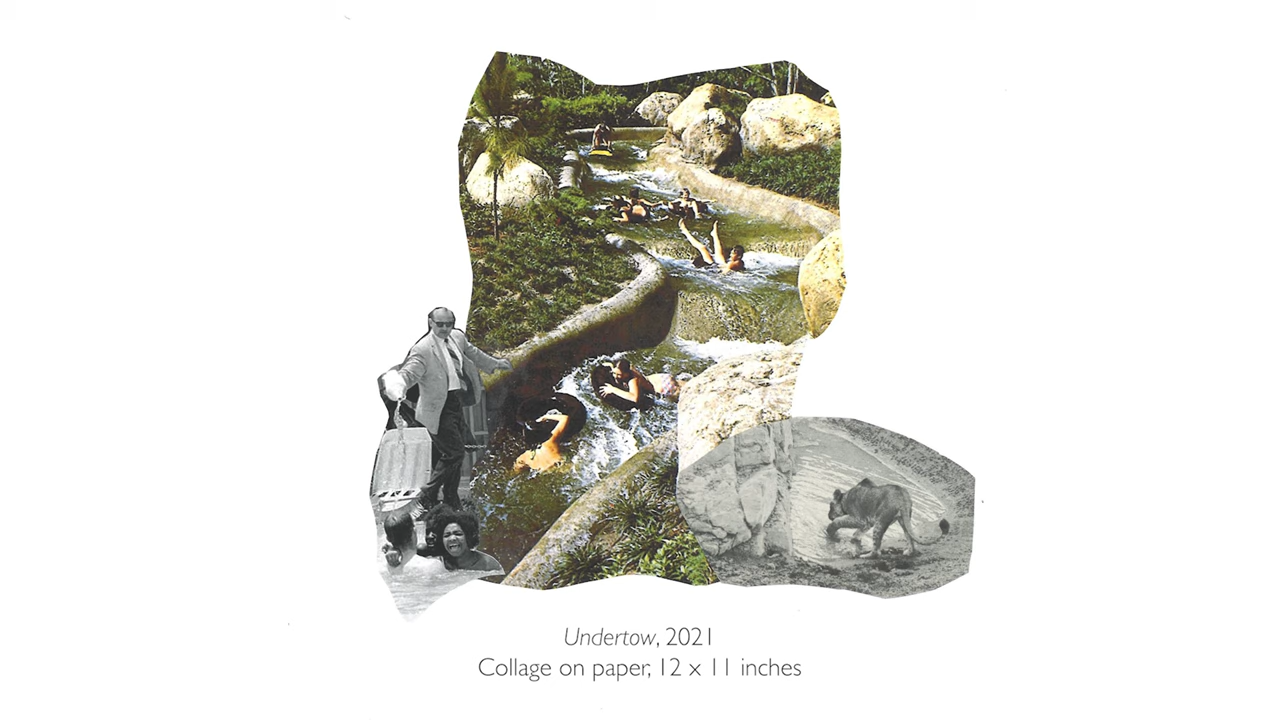 Undertow, 2021
Collage on paper, 12 x 11 inches